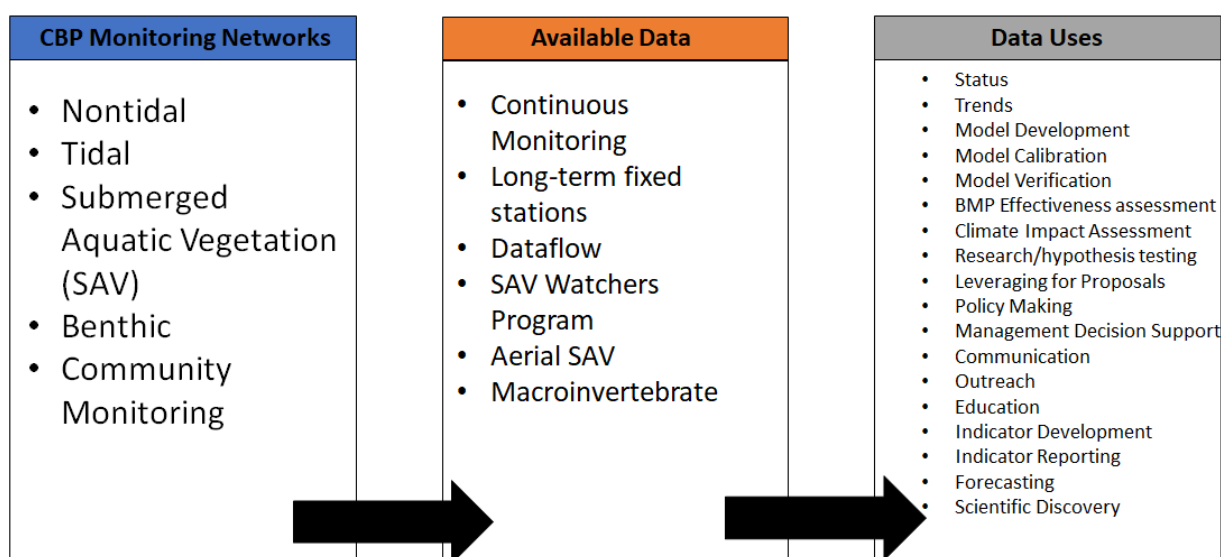 CBP Monitoring Networks
• Nontidal
• Tidal
• Submerged
Aquatic Vegetation
(SAV)
• Benthic
• Community
Monitoring
Available Data
• Continuous
Monitoring
• Long-term fixed
stations
• Dataflow
• SAV Watchers
Program
• Aerial SAV
• Macroinvertebrate
Data Uses
• Status
• Trends
• Model Development
• Model Calibration
• Model Verification
• BMP Effectiveness assessment
• Climate Impact Assessment
• Research/hypothesis testing
• Leveraging for Proposals
• Policy Making
• Management Decision Support
• Communication
• Outreach
• Education
• Indicator Development
• Indicator Reporting
• Forecasting
• Scientific Discovery